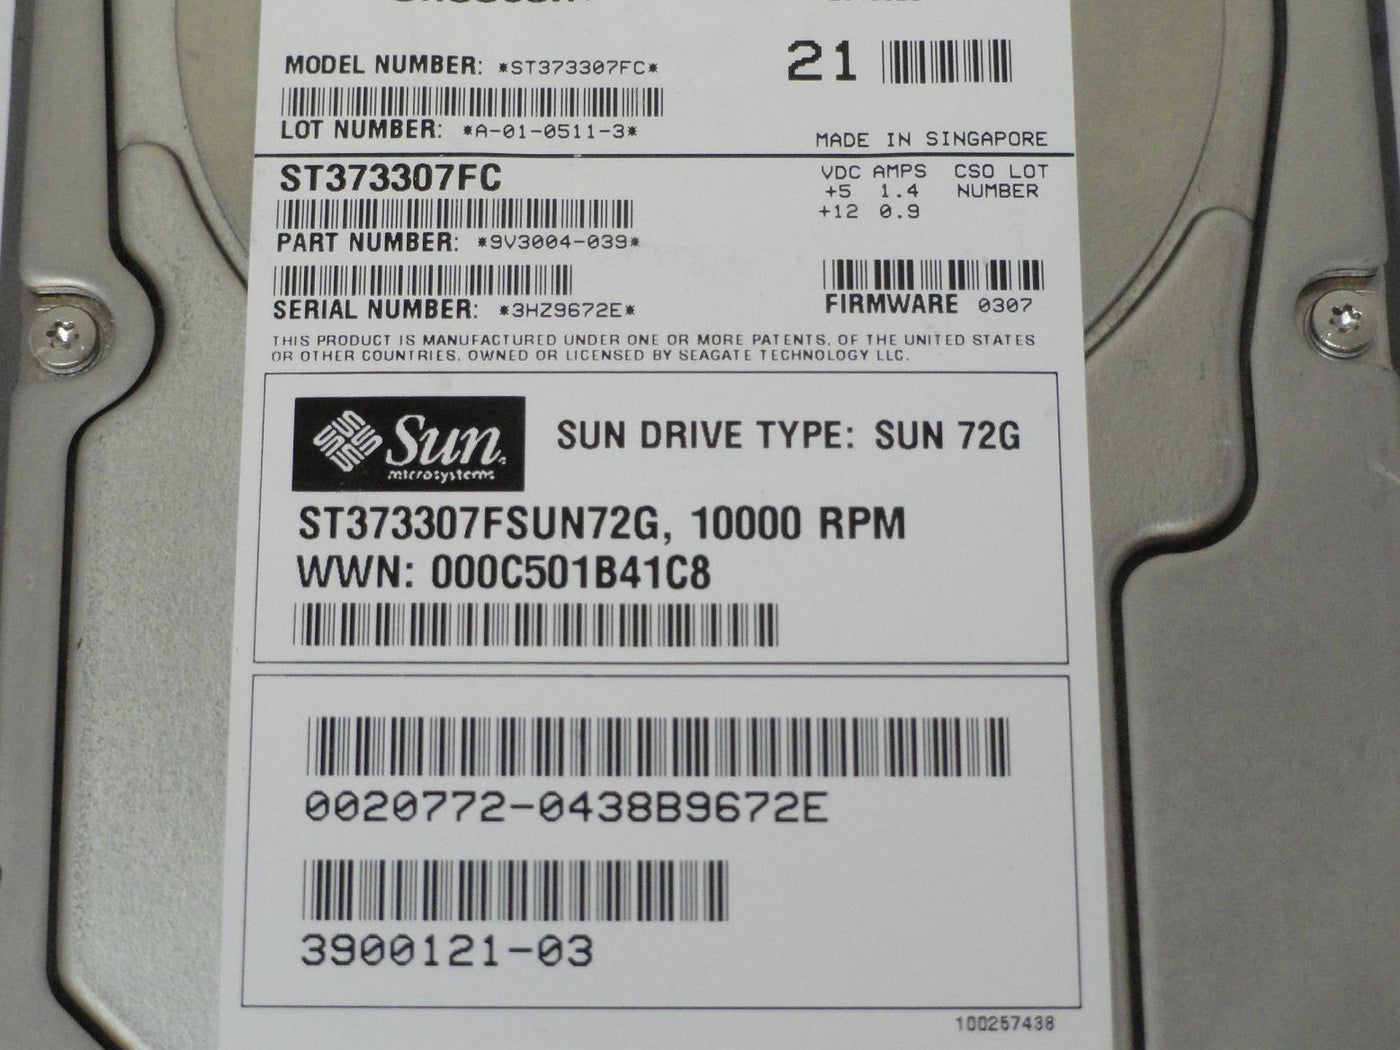 MODEL NUMBER: *ST373307FC*
21
LOT NUMBER: *A-01-0511-3*
MADE IN SINGAPORE
ST373307FC
VDC AMPS CSO LOT
+5 1.4 NUMBER
+12 0.9
PART NUMBER: *9V3004-039*
SERIAL NUMBER: *3HZ9672E*
FIRMWARE 0307
THIS PRODUCT IS MANUFACTURED UNDER ONE OR MORE PATENTS, OF THE UNITED STATES
OR OTHER COUNTRIES, OWNED OR LICENSED BY SEAGATE TECHNOLOGY LLC.
Sun
microsystems
SUN DRIVE TYPE: SUN 72G
ST373307FSUN72G, 10000 RPM
WWN: 000C501B41C8
0020772-0438B9672E
3900121-03
100257438